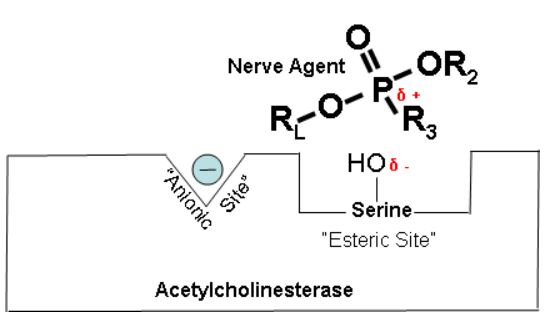 O
Nerve Agent
P
OR2
δ +
O
RL
R3
HO δ -
−
"Anionic Site"
Serine
"Esteric Site"
Acetylcholinesterase